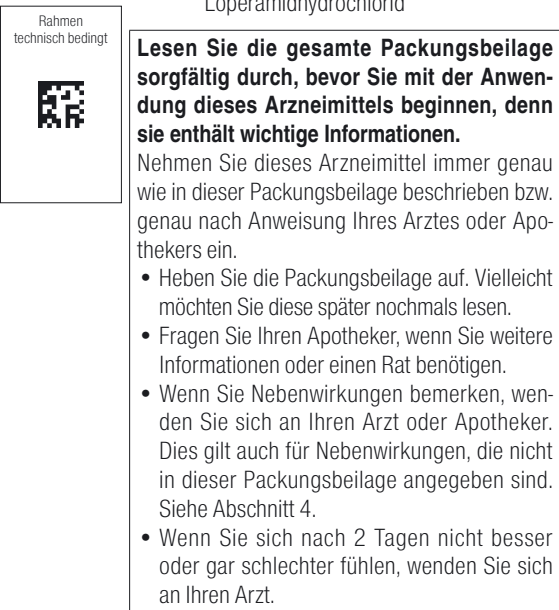 Loperamidhydrochlorid
Rahmen
technisch bedingt
Lesen Sie die gesamte Packungsbeilage
sorgfältig durch, bevor Sie mit der Anwen-
dung dieses Arzneimittels beginnen, denn
sie enthält wichtige Informationen.
Nehmen Sie dieses Arzneimittel immer genau
wie in dieser Packungsbeilage beschrieben bzw.
genau nach Anweisung Ihres Arztes oder Apo-
thekers ein.
• Heben Sie die Packungsbeilage auf. Vielleicht
möchten Sie diese später nochmals lesen.
• Fragen Sie Ihren Apotheker, wenn Sie weitere
Informationen oder einen Rat benötigen.
• Wenn Sie Nebenwirkungen bemerken, wen-
den Sie sich an Ihren Arzt oder Apotheker.
Dies gilt auch für Nebenwirkungen, die nicht
in dieser Packungsbeilage angegeben sind.
Siehe Abschnitt 4.
• Wenn Sie sich nach 2 Tagen nicht besser
oder gar schlechter fühlen, wenden Sie sich
an Ihren Arzt.